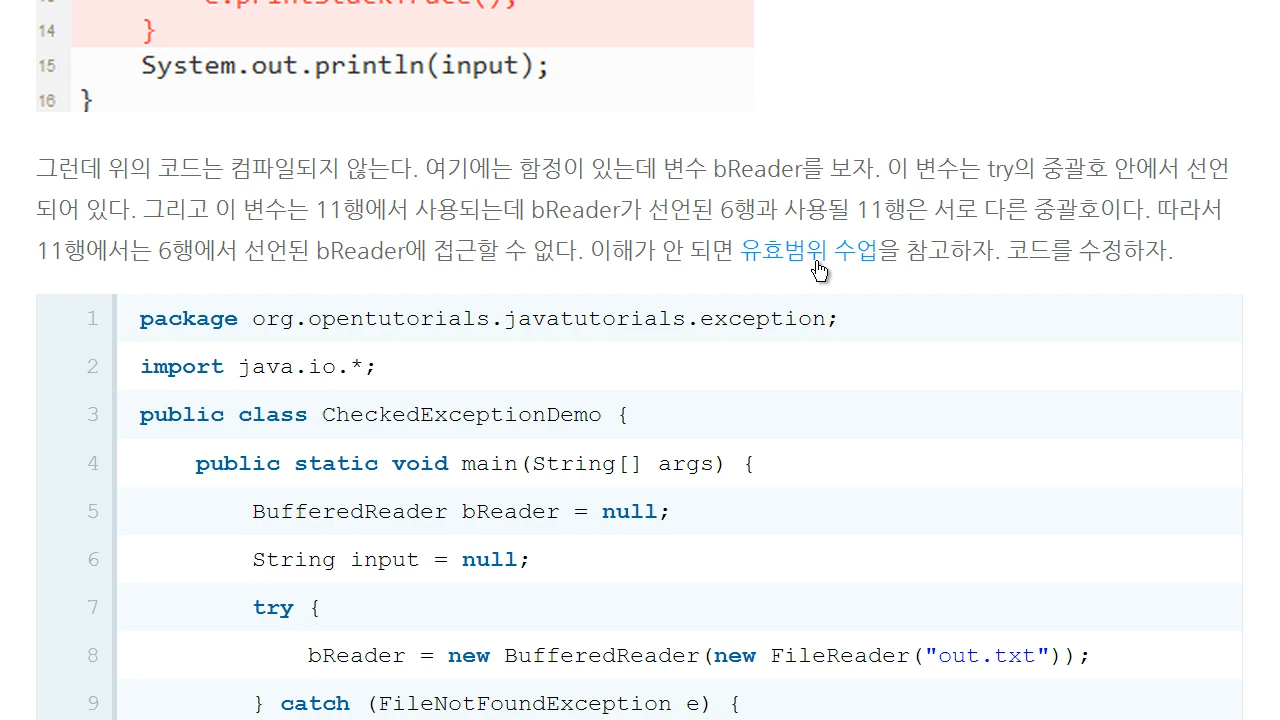 e.printStackTrace();
14 }
15 System.out.println(input);
16 }
그런데 위의 코드는 컴파일되지 않는다. 여기에는 함정이 있는데 변수 bReader를 보자. 이 변수는 try의 중괄호 안에서 선언
되어 있다. 그리고 이 변수는 11행에서 사용되는데 bReader가 선언된 6행과 사용될 11행은 서로 다른 중괄호이다. 따라서
11행에서는 6행에서 선언된 bReader에 접근할 수 없다. 이해가 안 되면 유효범위 수업을 참고하자. 코드를 수정하자.
1 package org.opentutorials.javatutorials.exception;
2 import java.io.*;
3 public class CheckedExceptionDemo {
4 public static void main(String[] args) {
5 BufferedReader bReader = null;
6 String input = null;
7 try {
8 bReader = new BufferedReader(new FileReader("out.txt"));
9 } catch (FileNotFoundException e) {